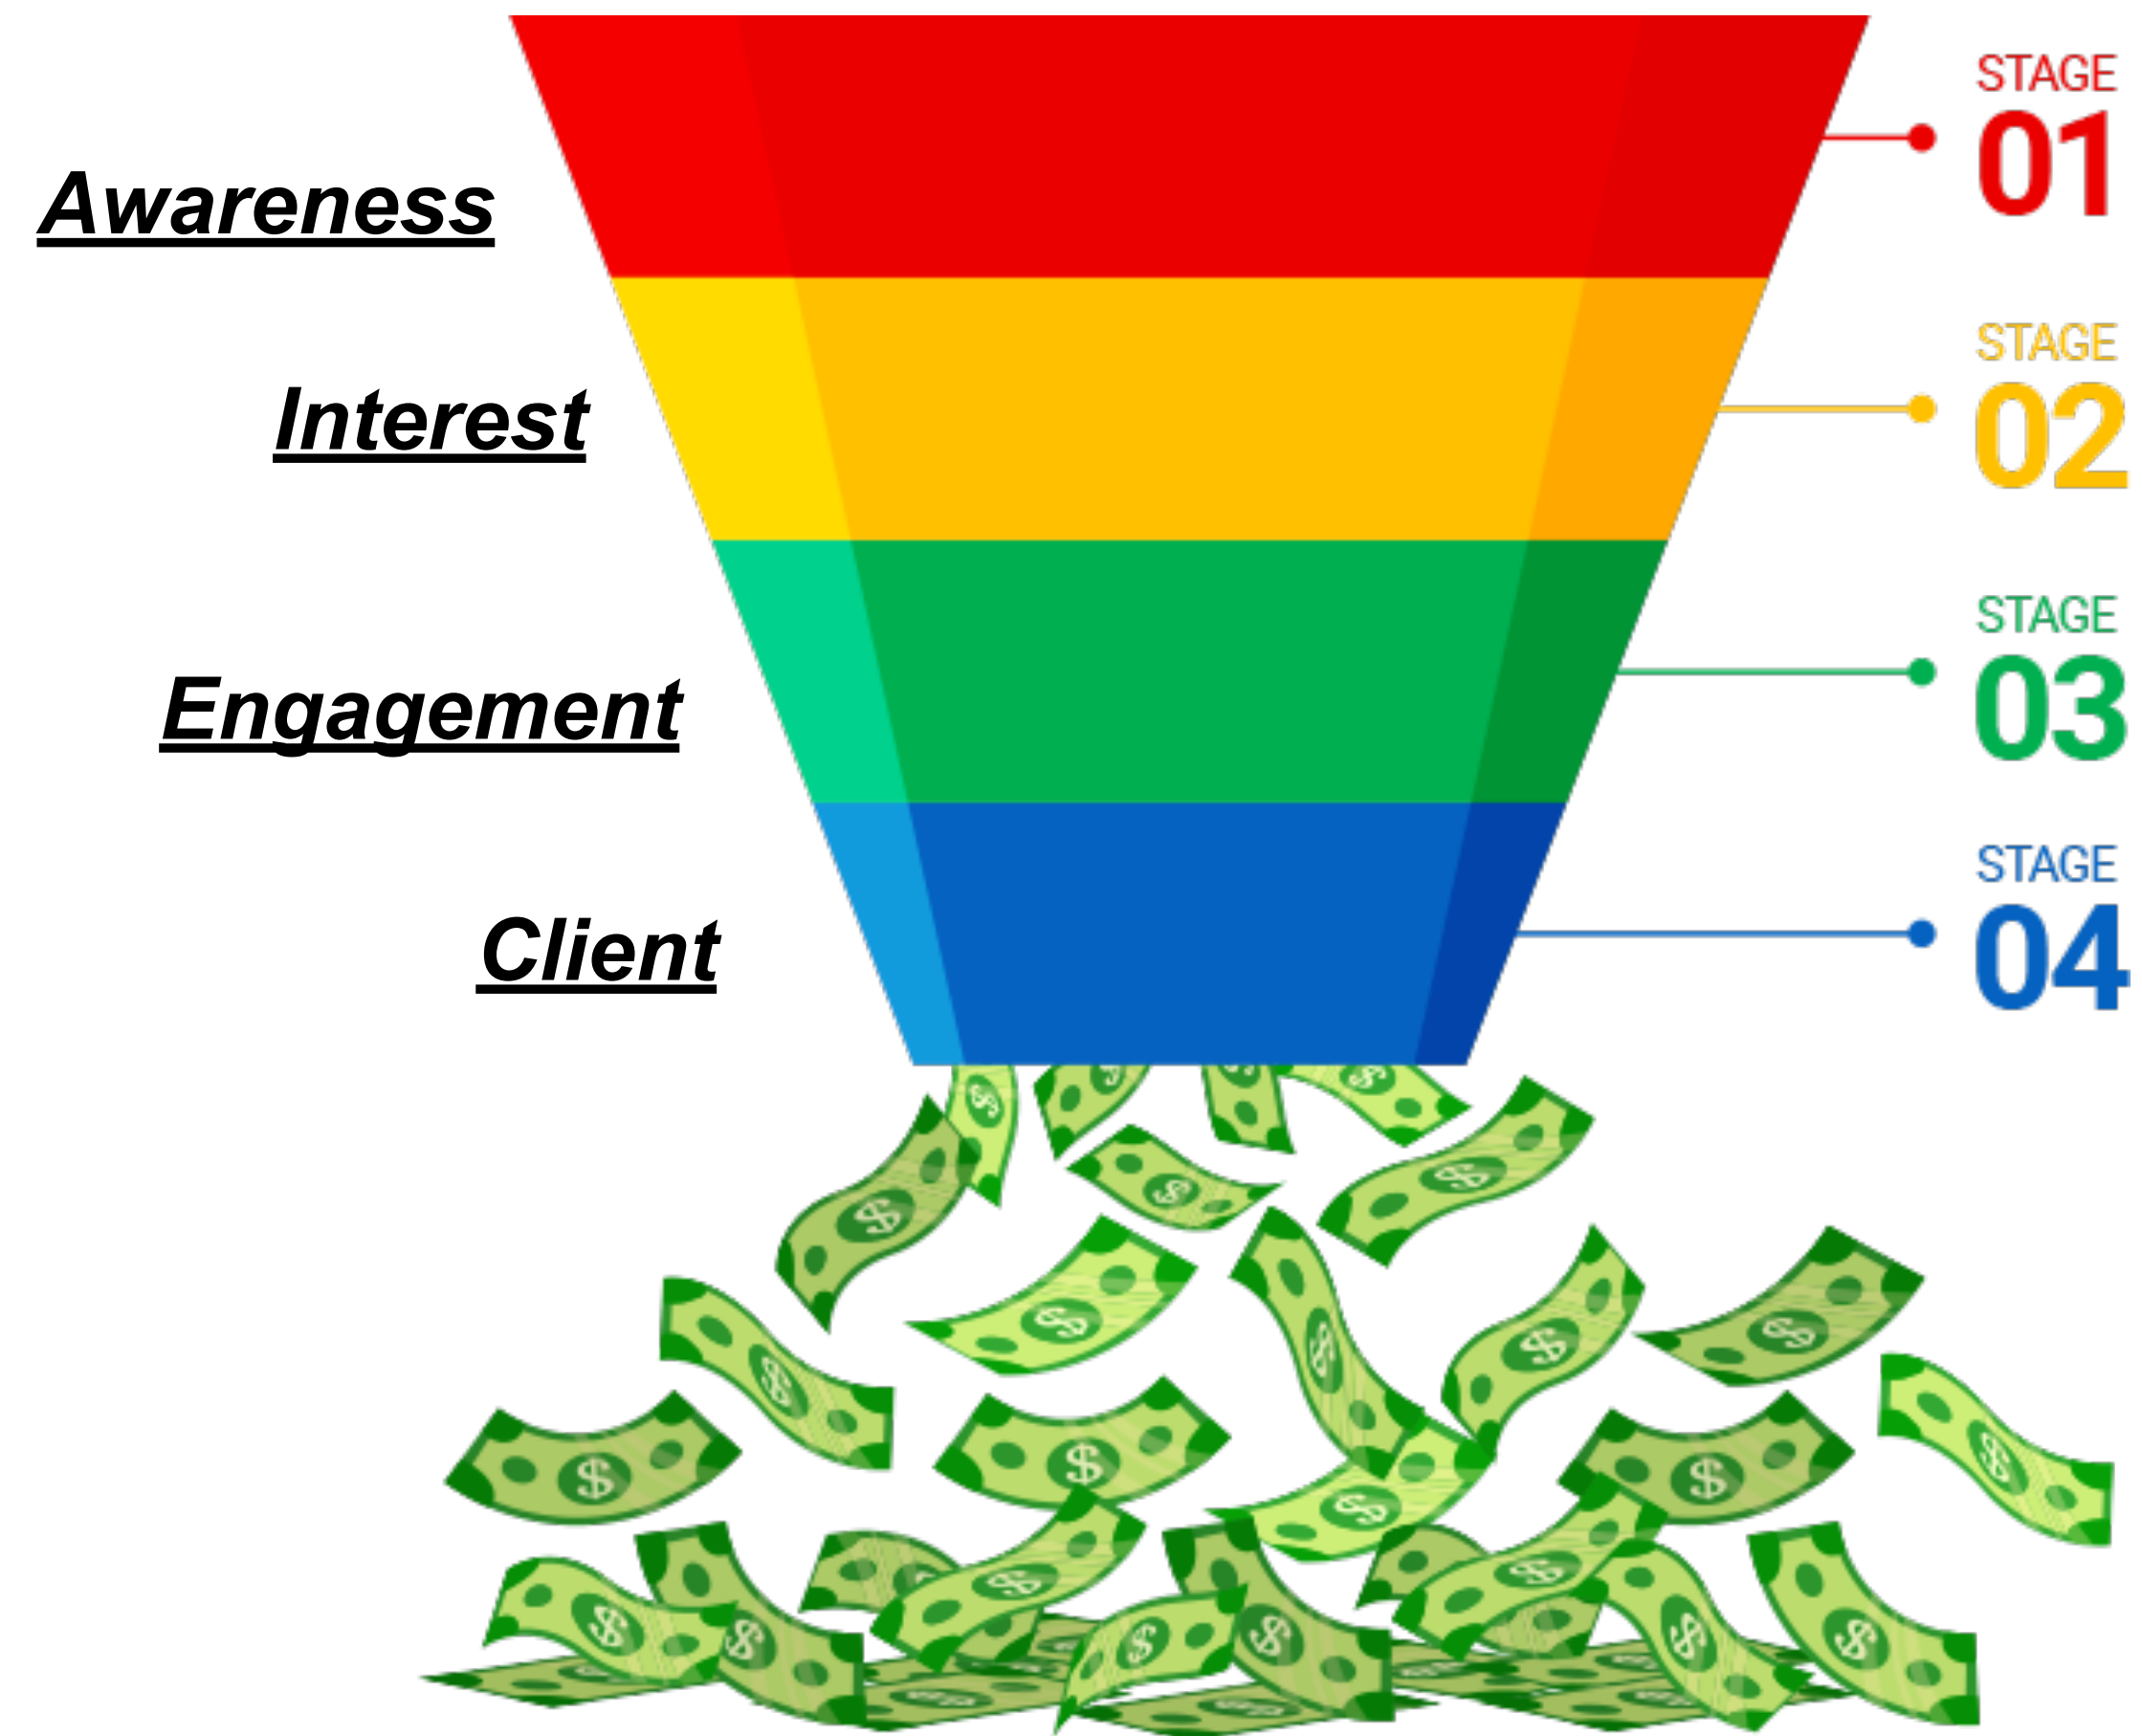 Awareness
STAGE
01
Interest
STAGE
02
Engagement
STAGE
03
Client
STAGE
04